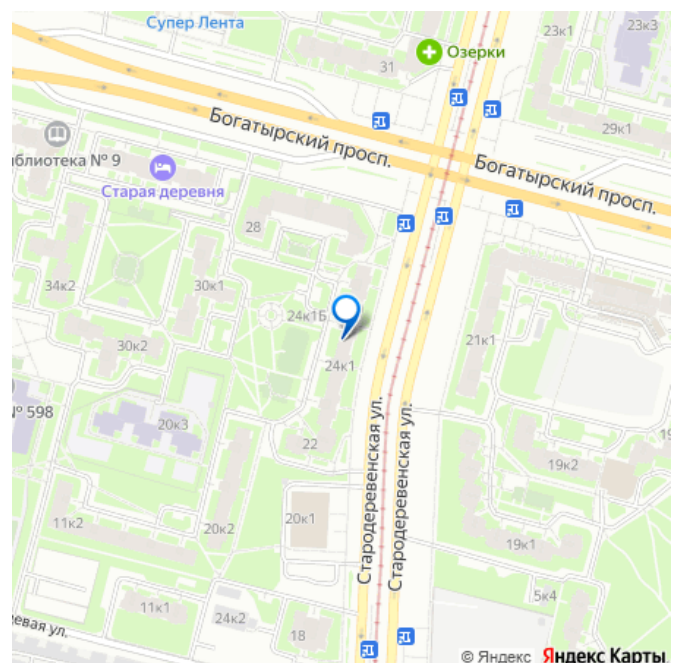 Супер Лента
23к1
23к3
31
Озерки
29к1
Богатырский просп.
Богатырский просп.
блиотека № 9
Старая деревня
28
34к2
30к1
24к1Б
21к1
30к2
24к1
№ 598
20к3
22
19к2
11к2
20к2
20к1
19к1
Стародеревенская ул.
Стародеревенская ул.
5к4
11к1
24к2
18
евая ул.
© Яндекс Яндекс Карты